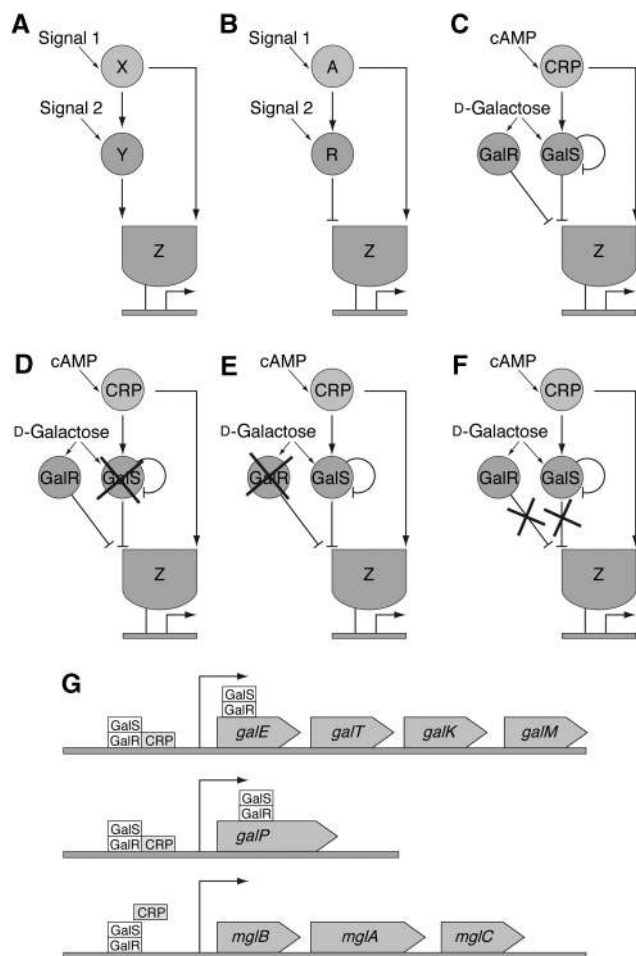 A
Signal 1
X
Signal 2
Y
Z
B
Signal 1
A
Signal 2
R
Z
C
cAMP
CRP
D-Galactose
GalR
GalS
Z
D
cAMP
CRP
D-Galactose
GalR
GalS
Z
E
cAMP
CRP
D-Galactose
GalR
GalS
Z
F
cAMP
CRP
D-Galactose
GalR
GalS
Z
G
GalS
GalR CRP
GalS
GalR
galE galT galK galM
GalS
GalR CRP
GalS
GalR
galP
CRP
GalS
GalR
mglB mglA mglC